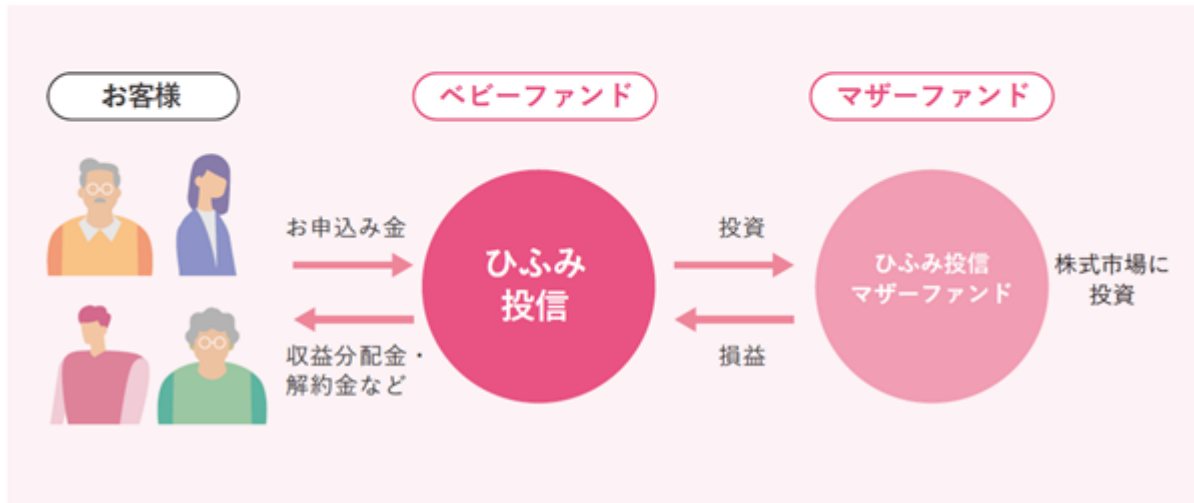 お客様
ベビーファンド
マザーファンド
お申込み金
収益分配金・
解約金など
ひふみ
投信
投資
損益
ひふみ投信
マザーファンド
株式市場に
投資